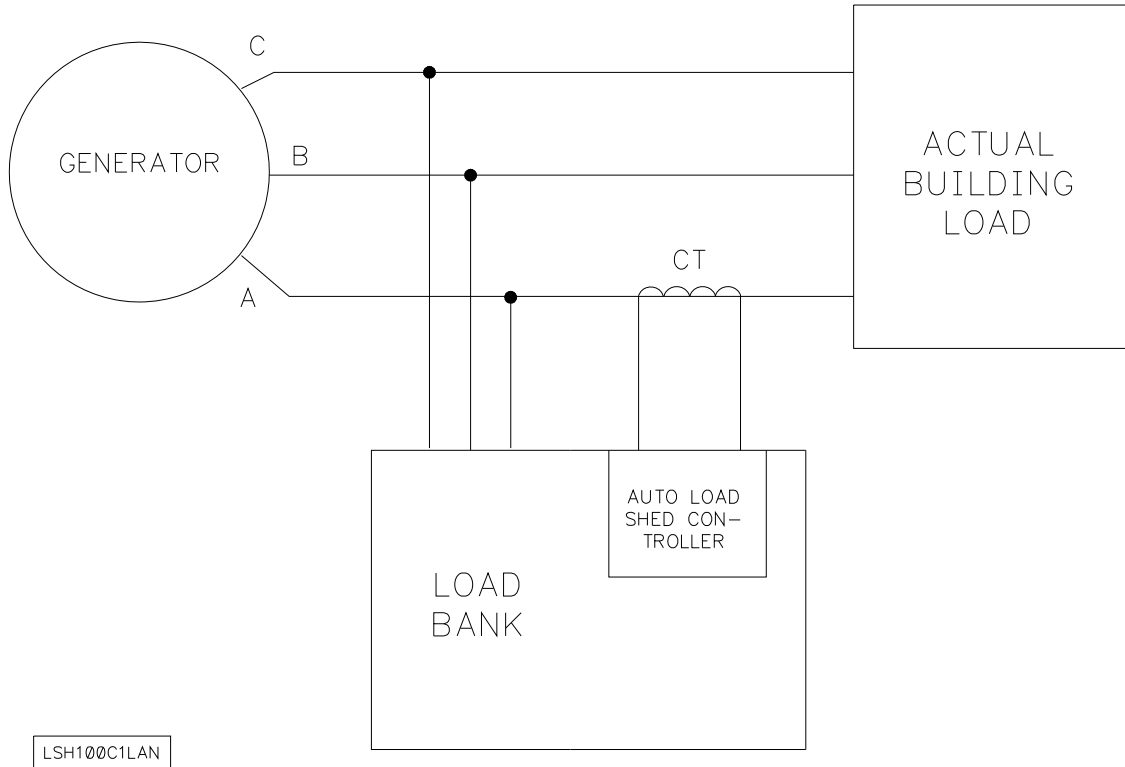 C
GENERATOR
B
A
CT
ACTUAL
BUILDING
LOAD
AUTO LOAD
SHED CON-
TROLLER
LOAD
BANK
LSH100C1LAN